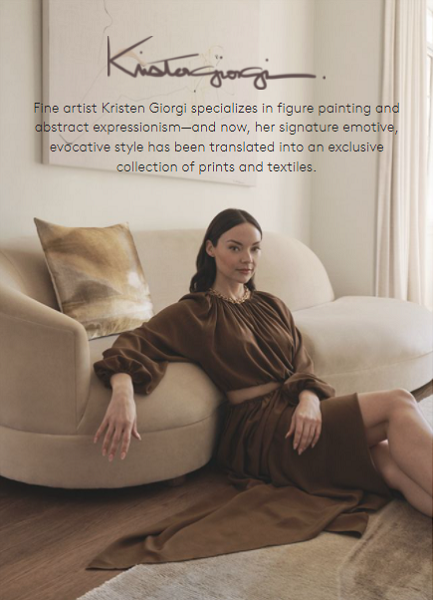 Kristen Giorgi.
Fine artist Kristen Giorgi specializes in figure painting and
abstract expressionism—and now, her signature emotive,
evocative style has been translated into an exclusive
collection of prints and textiles.